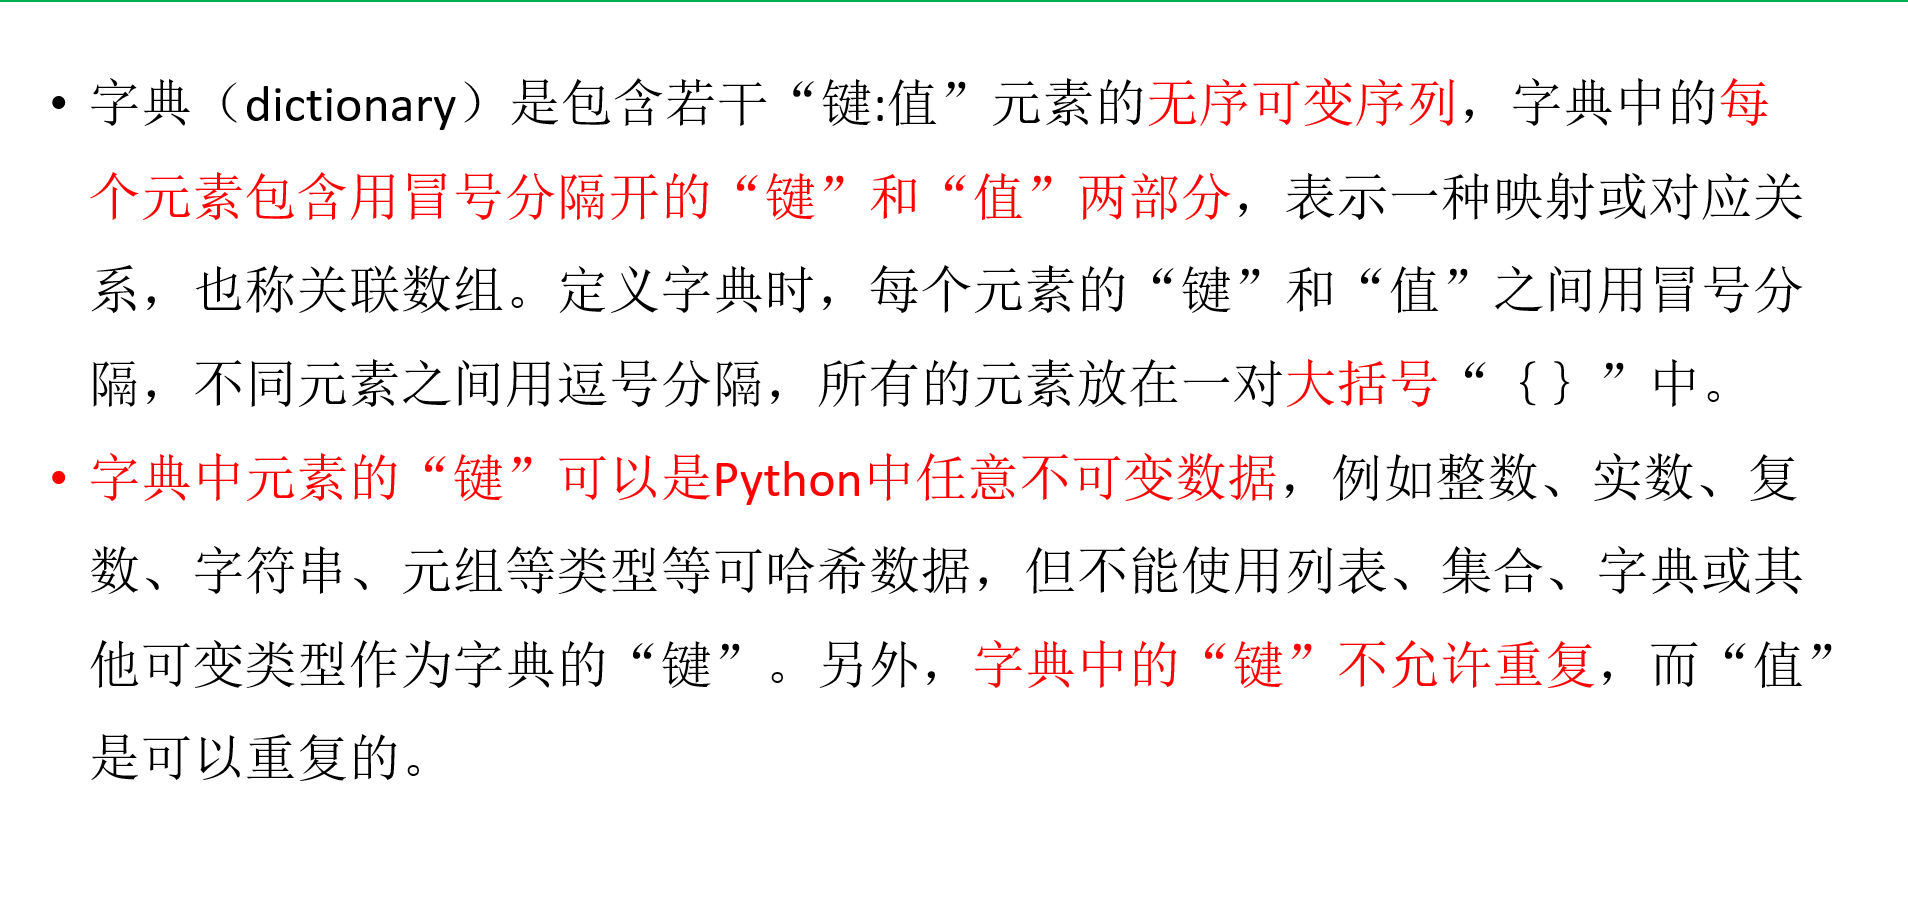 • 字典（dictionary）是包含若干“键:值”元素的无序可变序列，字典中的每
个元素包含用冒号分隔开的“键”和“值”两部分，表示一种映射或对应关
系，也称关联数组。定义字典时，每个元素的“键”和“值”之间用冒号分
隔，不同元素之间用逗号分隔，所有的元素放在一对大括号“｛｝”中。
• 字典中元素的“键”可以是Python中任意不可变数据，例如整数、实数、复
数、字符串、元组等类型等可哈希数据，但不能使用列表、集合、字典或其
他可变类型作为字典的“键”。另外，字典中的“键”不允许重复，而“值”
是可以重复的。